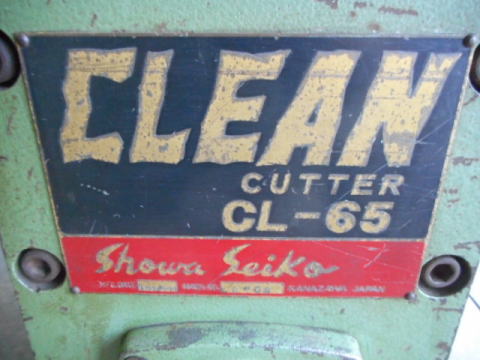 CLEAN
CUTTER
CL-65
Showa Seiko
KANAZAWA JAPAN